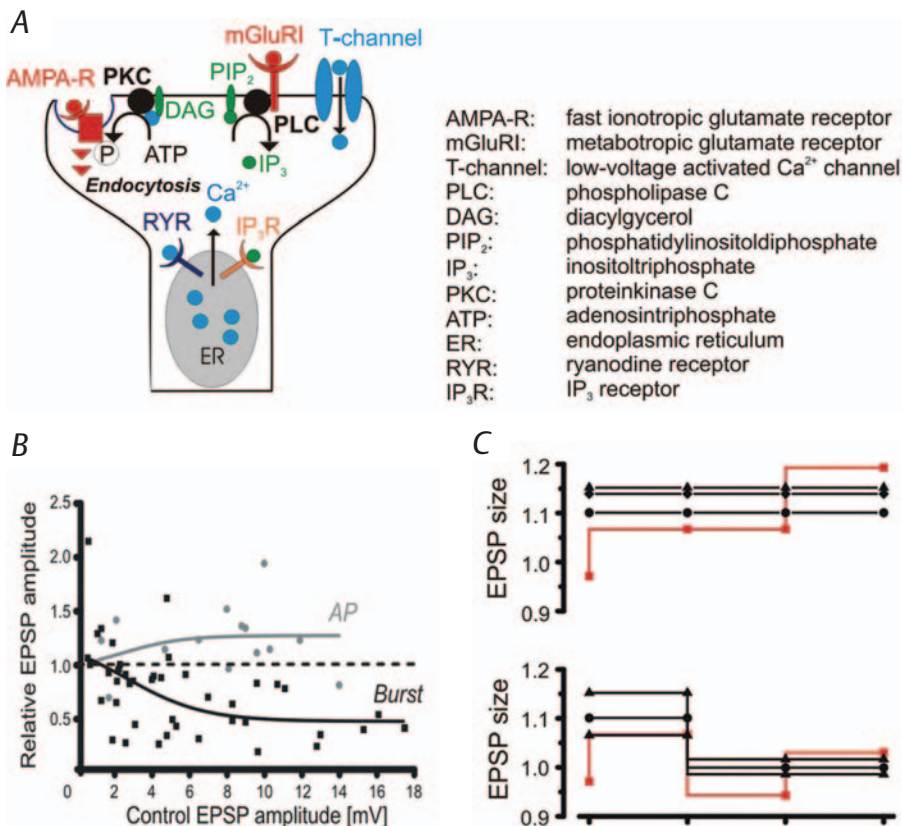 A
mGluRI
T-channel
AMPA-R
PKC
PIP2
DAG
PLC
P
ATP
IP3
Endocytosis
Ca2+
RYR
IP3R
ER
AMPA-R: fast ionotropic glutamate receptor
mGluRI: metabotropic glutamate receptor
T-channel: low-voltage activated Ca2+ channel
PLC: phospholipase C
DAG: diacylgycerol
PIP2: phosphatidylinositoldiphosphate
IP3: inositoltriphosphate
PKC: proteinkinase C
ATP: adenosintriphosphate
ER: endoplasmic reticulum
RYR: ryanodine receptor
IP3R: IP3 receptor
B
Relative EPSP amplitude
2.5
2.0
1.5
1.0
0.5
AP
Burst
0 2 4 6 8 10 12 14 16 18
Control EPSP amplitude [mV]
C
EPSP size
1.2
1.1
1.0
0.9
EPSP size
1.2
1.1
1.0
0.9